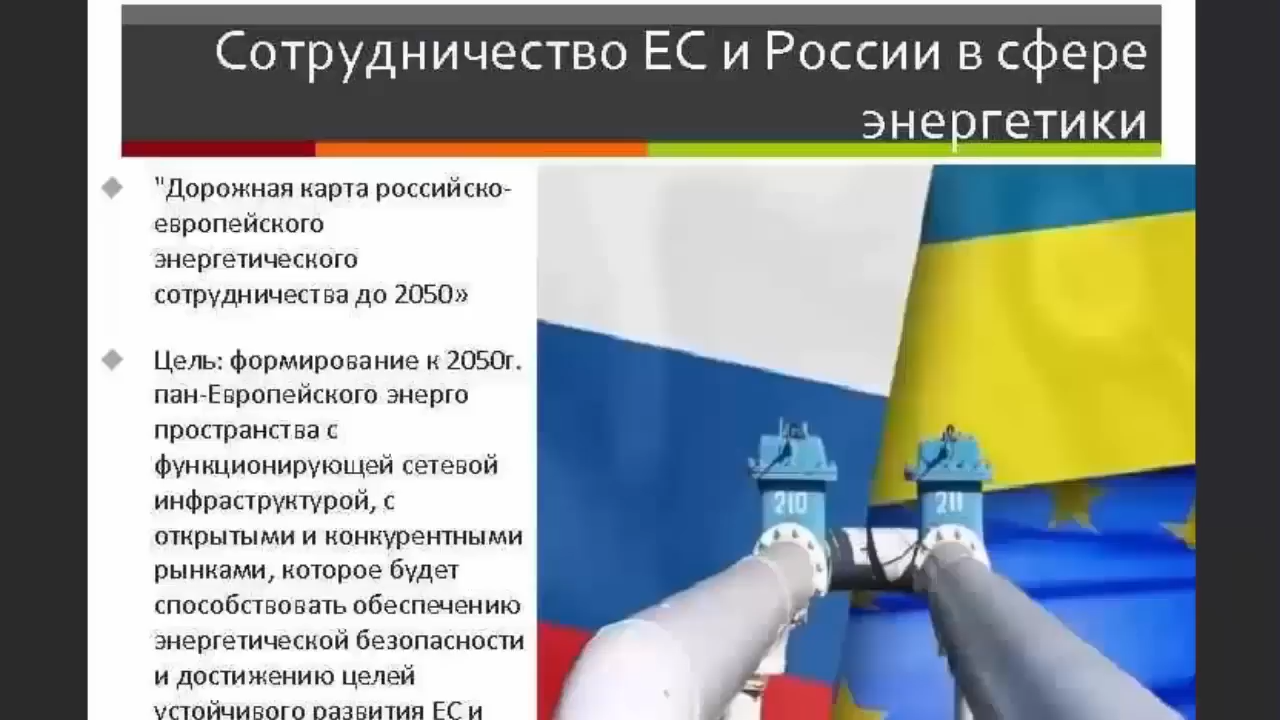 Сотрудничество ЕС и России в сфере
энергетики
"Дорожная карта российско-
европейского
энергетического
сотрудничества до 2050»
Цель: формирование к 2050г.
пан-Европейского энерго
пространства с
функционирующей сетевой
инфраструктурой, с
открытыми и конкурентными
рынками, которое будет
способствовать обеспечению
энергетической безопасности
и достижению целей
устойчивого развития ЕС и
210
211